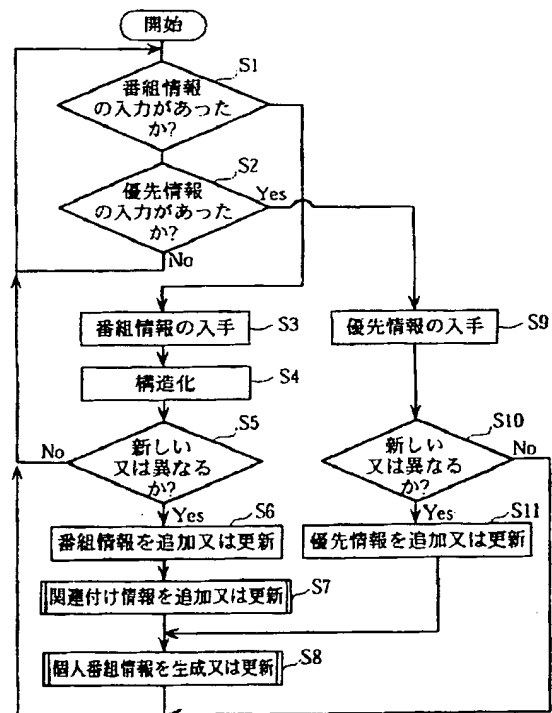 開始
S1
番組情報
の入力があった
か?
S2
優先情報
の入力があった
か?
Yes
No
番組情報の入手
S3
優先情報の入手
S9
構造化
S4
S5
新しい
又は異なる
か?
No
Yes
S10
新しい
又は異なる
か?
No
Yes
S6
番組情報を追加又は更新
S11
優先情報を追加又は更新
関連付け情報を追加又は更新
S7
個人番組情報を生成又は更新
S8